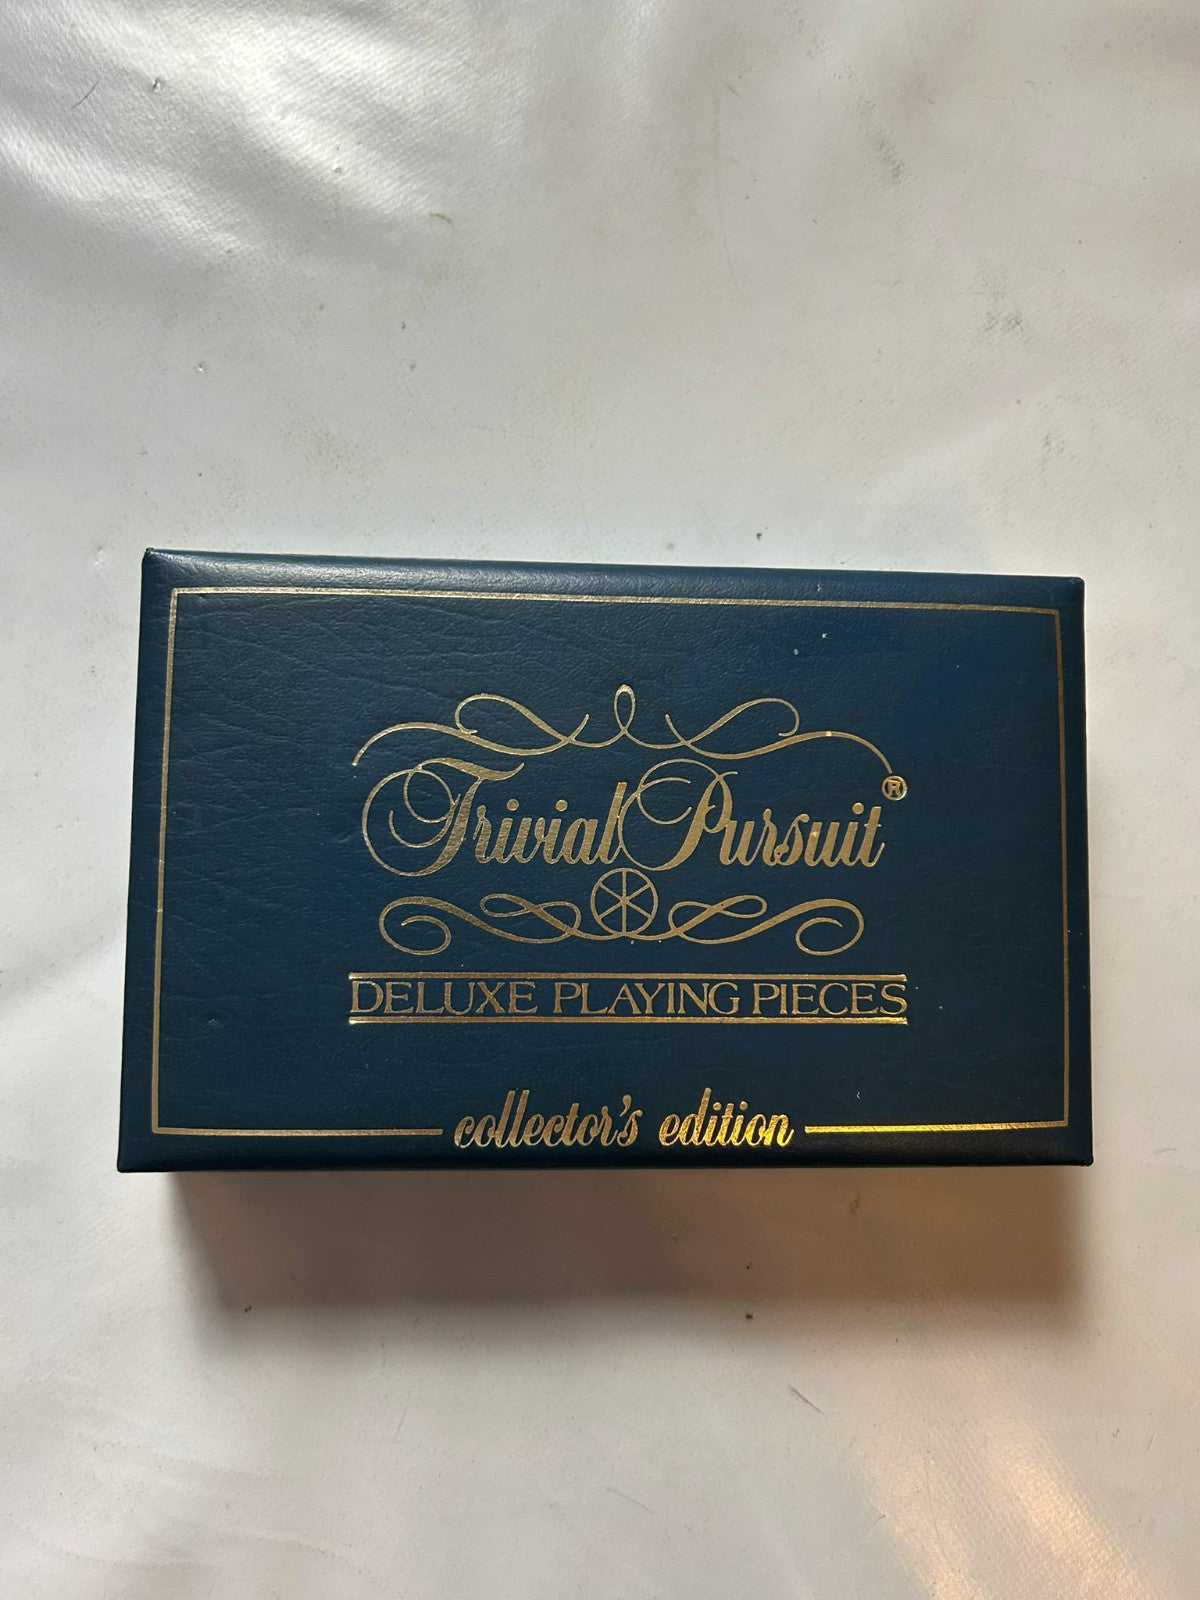 Trivial Pursuit®
DELUXE PLAYING PIECES
collector's edition